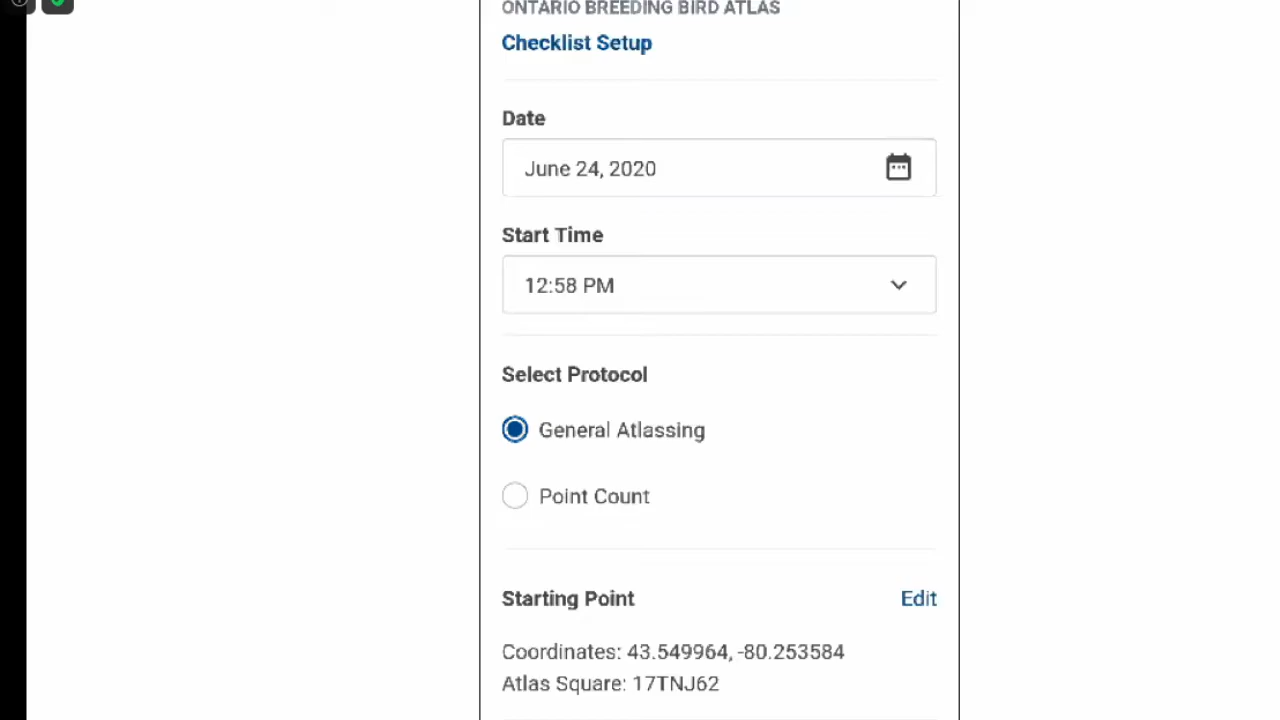 ONTARIO BREEDING BIRD ATLAS
Checklist Setup
Date
June 24, 2020
Start Time
12:58 PM
Select Protocol
General Atlassing
Point Count
Starting Point
Edit
Coordinates: 43.549964, -80.253584
Atlas Square: 17TNJ62